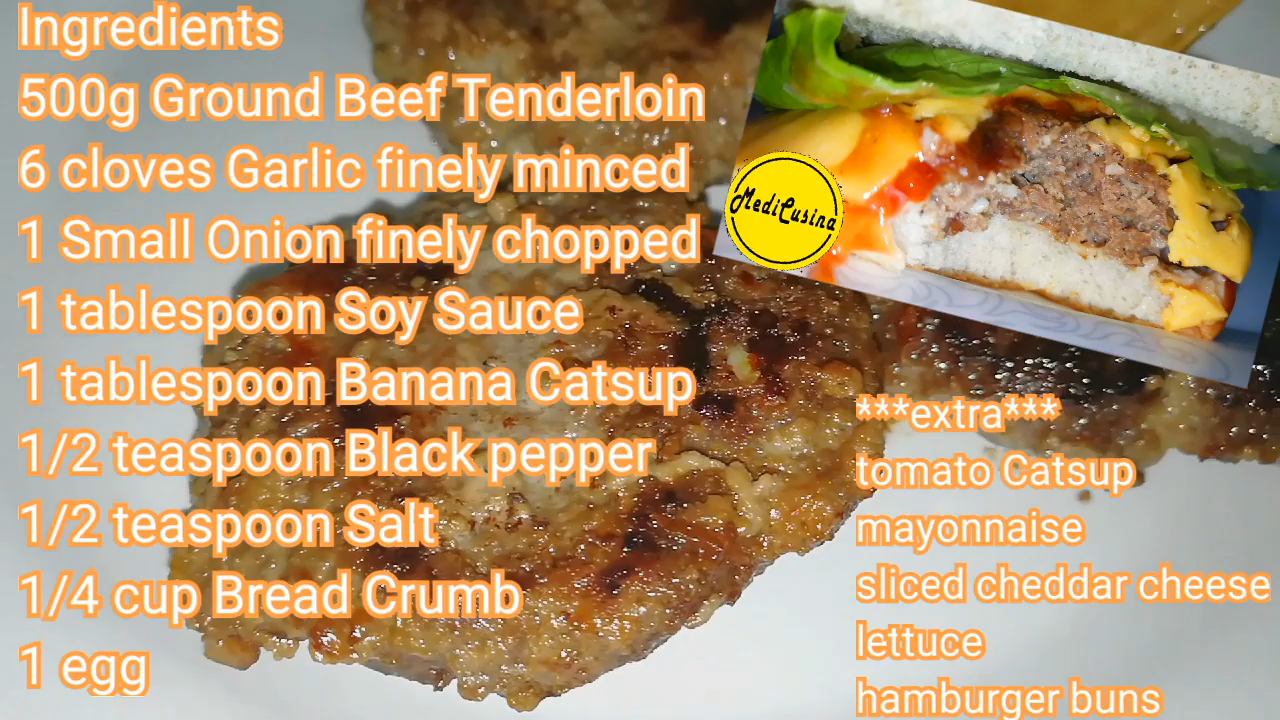 Ingredients
500g Ground Beef Tenderloin
6 cloves Garlic finely minced
1 Small Onion finely chopped
1 tablespoon Soy Sauce
1 tablespoon Banana Catsup
1/2 teaspoon Black pepper
1/2 teaspoon Salt
1/4 cup Bread Crumb
1 egg
MediCusina
***extra***
tomato Catsup
mayonnaise
sliced cheddar cheese
lettuce
hamburger buns